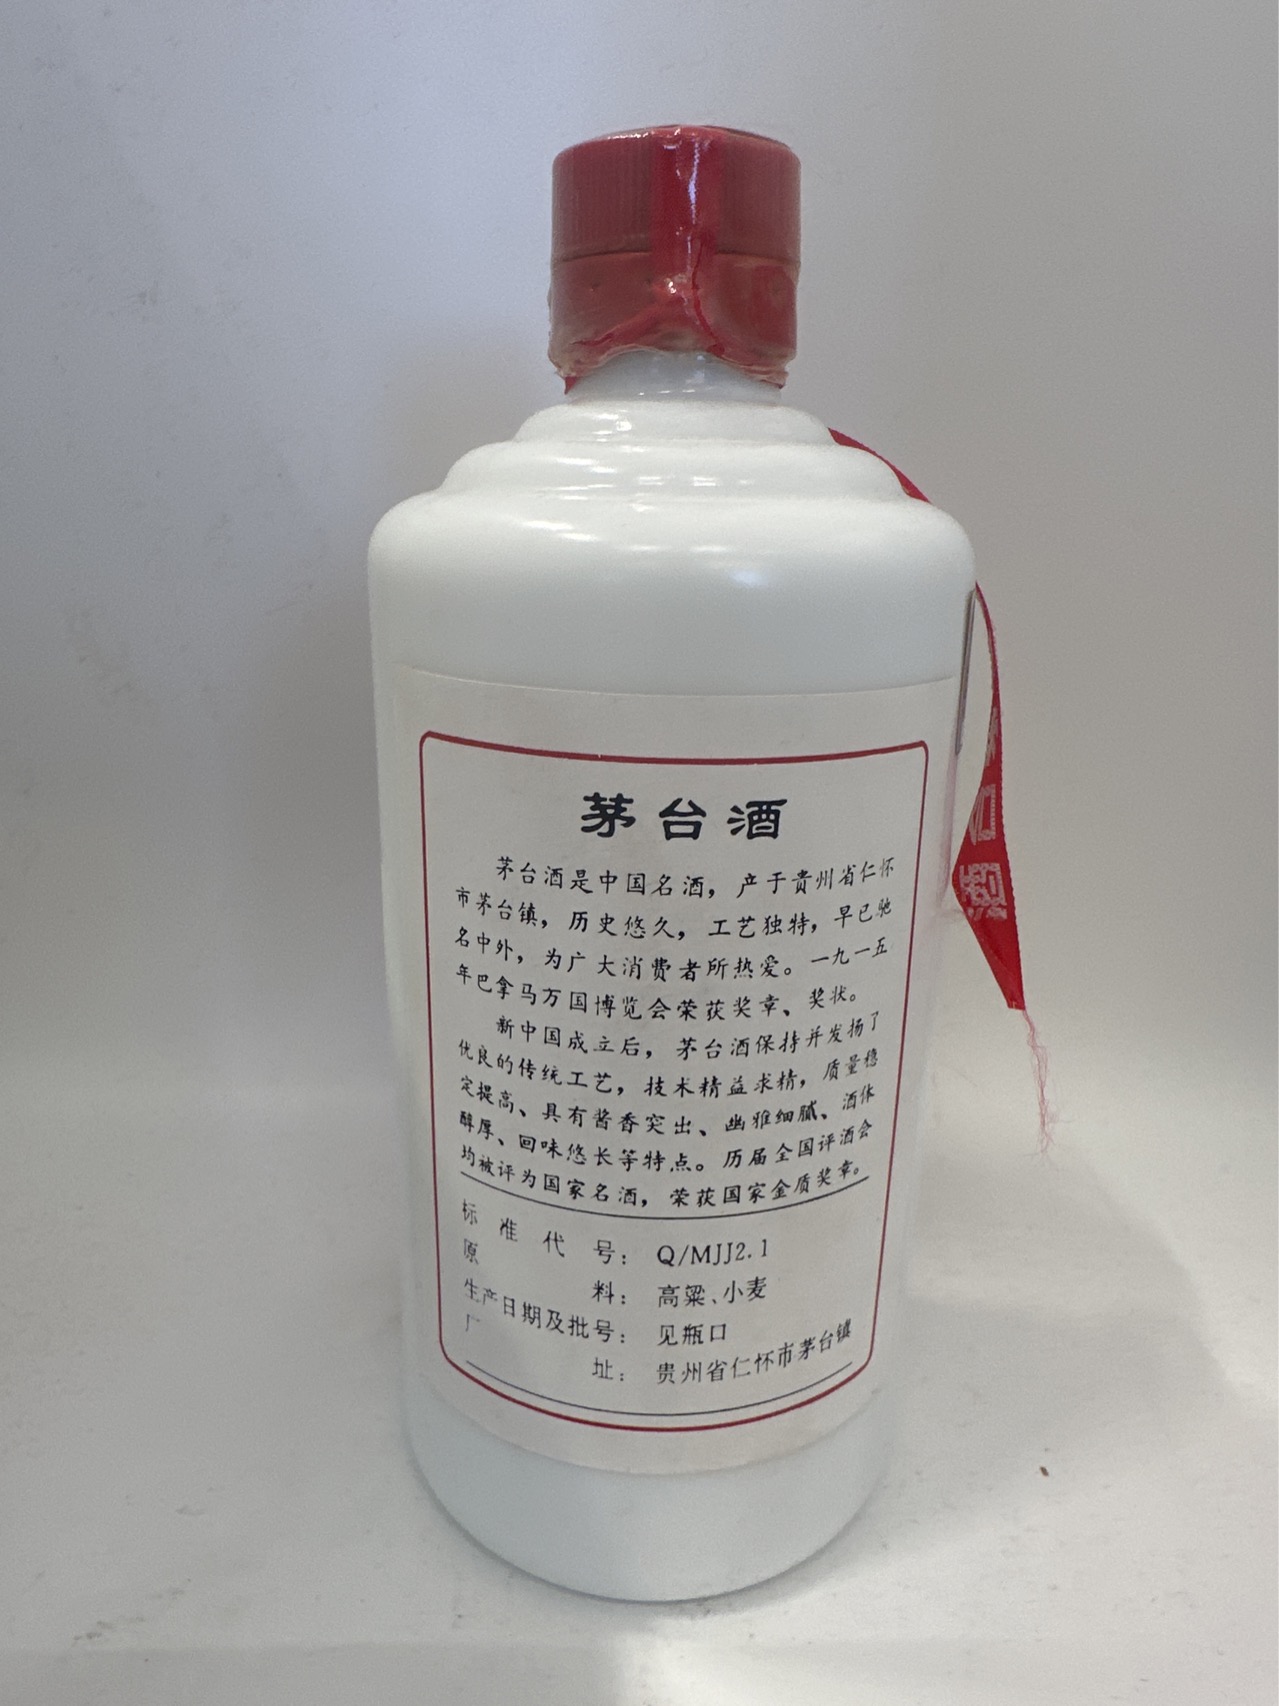 茅台酒
茅台酒是中国名酒，产于贵州省仁怀
市茅台镇，历史悠久，工艺独特，早已驰
名中外，为广大消费者所热爱。一九一五
年巴拿马万国博览会荣获奖章、奖状。
新中国成立后，茅台酒保持并发扬了
优良的传统工艺，技术精益求精，质量稳
定提高、具有酱香突出、幽雅细腻、酒体
醇厚、回味悠长等特点。历届全国评酒会
均被评为国家名酒，荣获国家金质奖章。
标准代号：Q/MJJ2.1
原料：高粱、小麦
生产日期及批号：见瓶口
厂址：贵州省仁怀市茅台镇
台酒